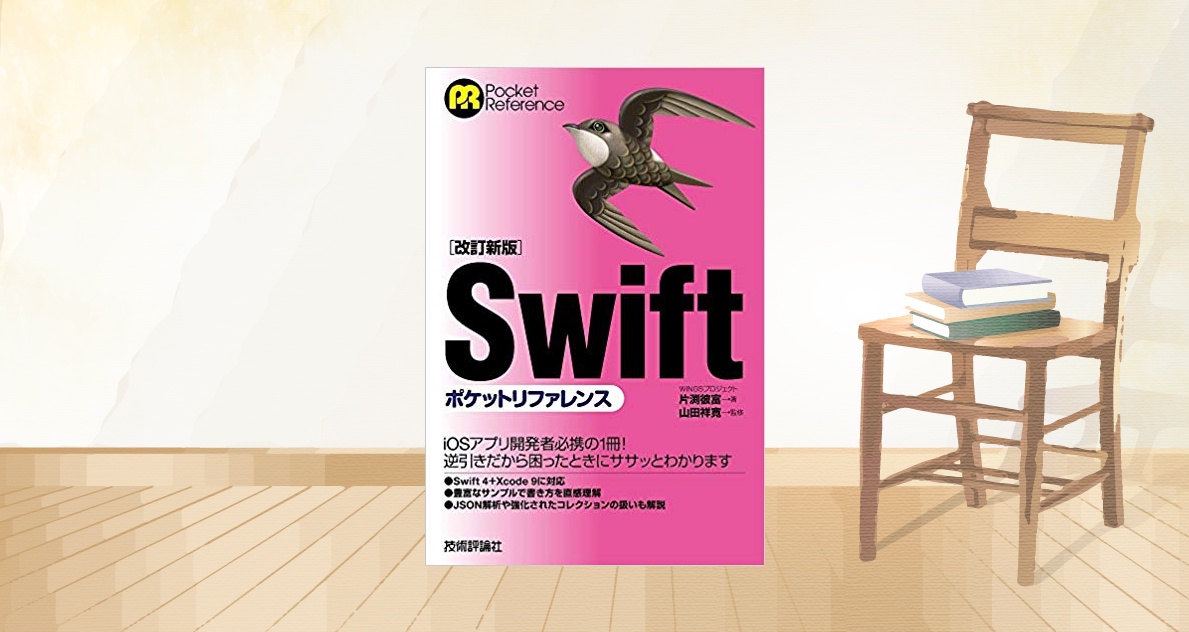 PR Pocket
Reference
[改訂新版]
Swift
ポケットリファレンス
WINGSプロジェクト
片渕彼富━著
山田祥寛━監修
iOSアプリ開発者必携の1冊!
逆引きだから困ったときにササッとわかります
●Swift 4+Xcode 9に対応
●豊富なサンプルで書き方を直感理解
●JSON解析や強化されたコレクションの扱いも解説
技術評論社